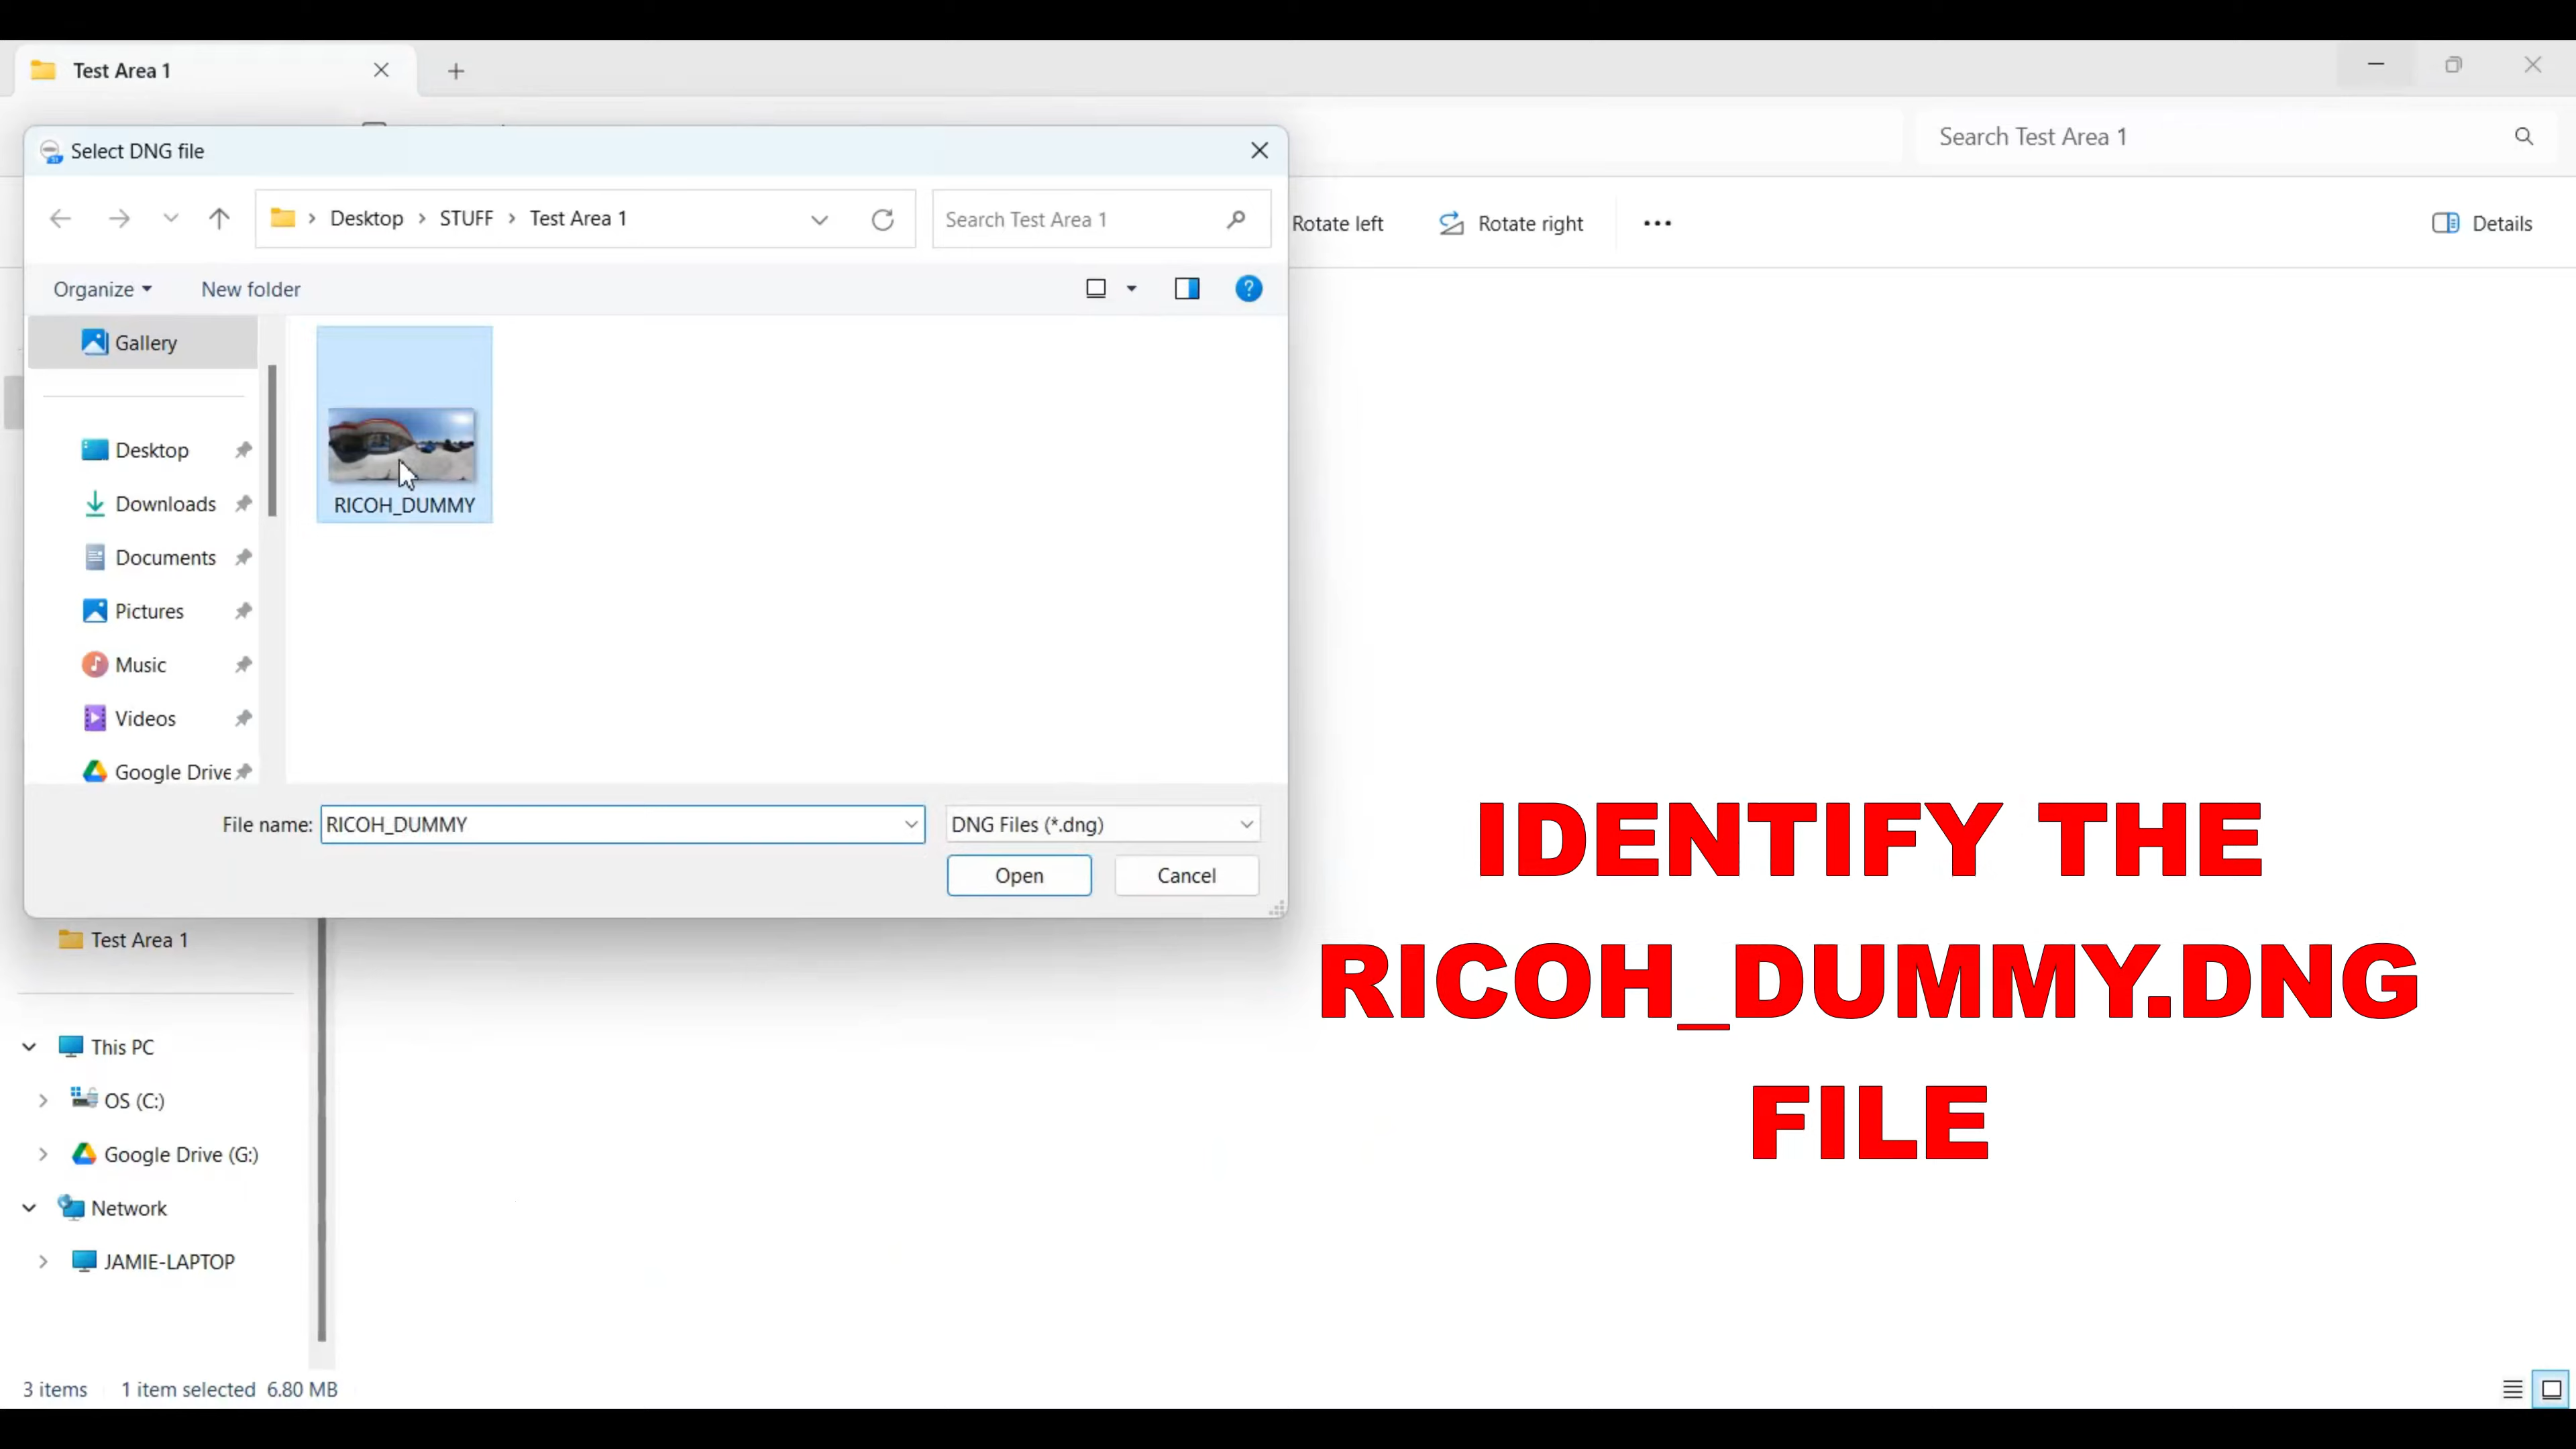 Test Area 1
Search Test Area 1
Select DNG file
Desktop > STUFF > Test Area 1
Search Test Area 1
Rotate left
Rotate right
Details
Organize
New folder
Gallery
Desktop
Downloads
Documents
Pictures
Music
Videos
Google Drive
RICOH_DUMMY
File name: RICOH_DUMMY
DNG Files (*.dng)
Open
Cancel
Test Area 1
This PC
OS (C:)
Google Drive (G:)
Network
JAMIE-LAPTOP
3 items 1 item selected 6.80 MB
IDENTIFY THE
RICOH_DUMMY.DNG
FILE